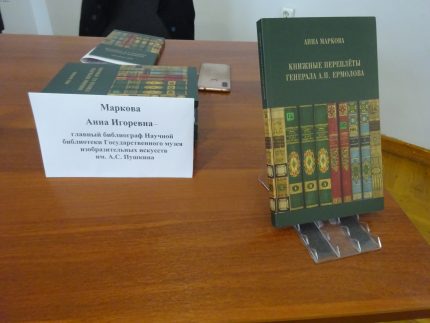 Маркова
Анна Игоревна –
главный библиограф Научной
библиотеки Государственного музея
изобразительных искусств
им. А.С. Пушкина
АННА МАРКОВА
КНИЖНЫЕ ПЕРЕПЛЁТЫ
ГЕНЕРАЛА А.П. ЕРМОЛОВА